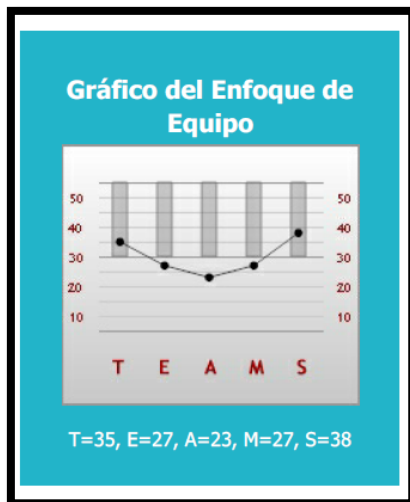 Gráfico del Enfoque de
Equipo
50 50
40 40
30 30
20 20
10 10
T E A M S
T=35, E=27, A=23, M=27, S=38